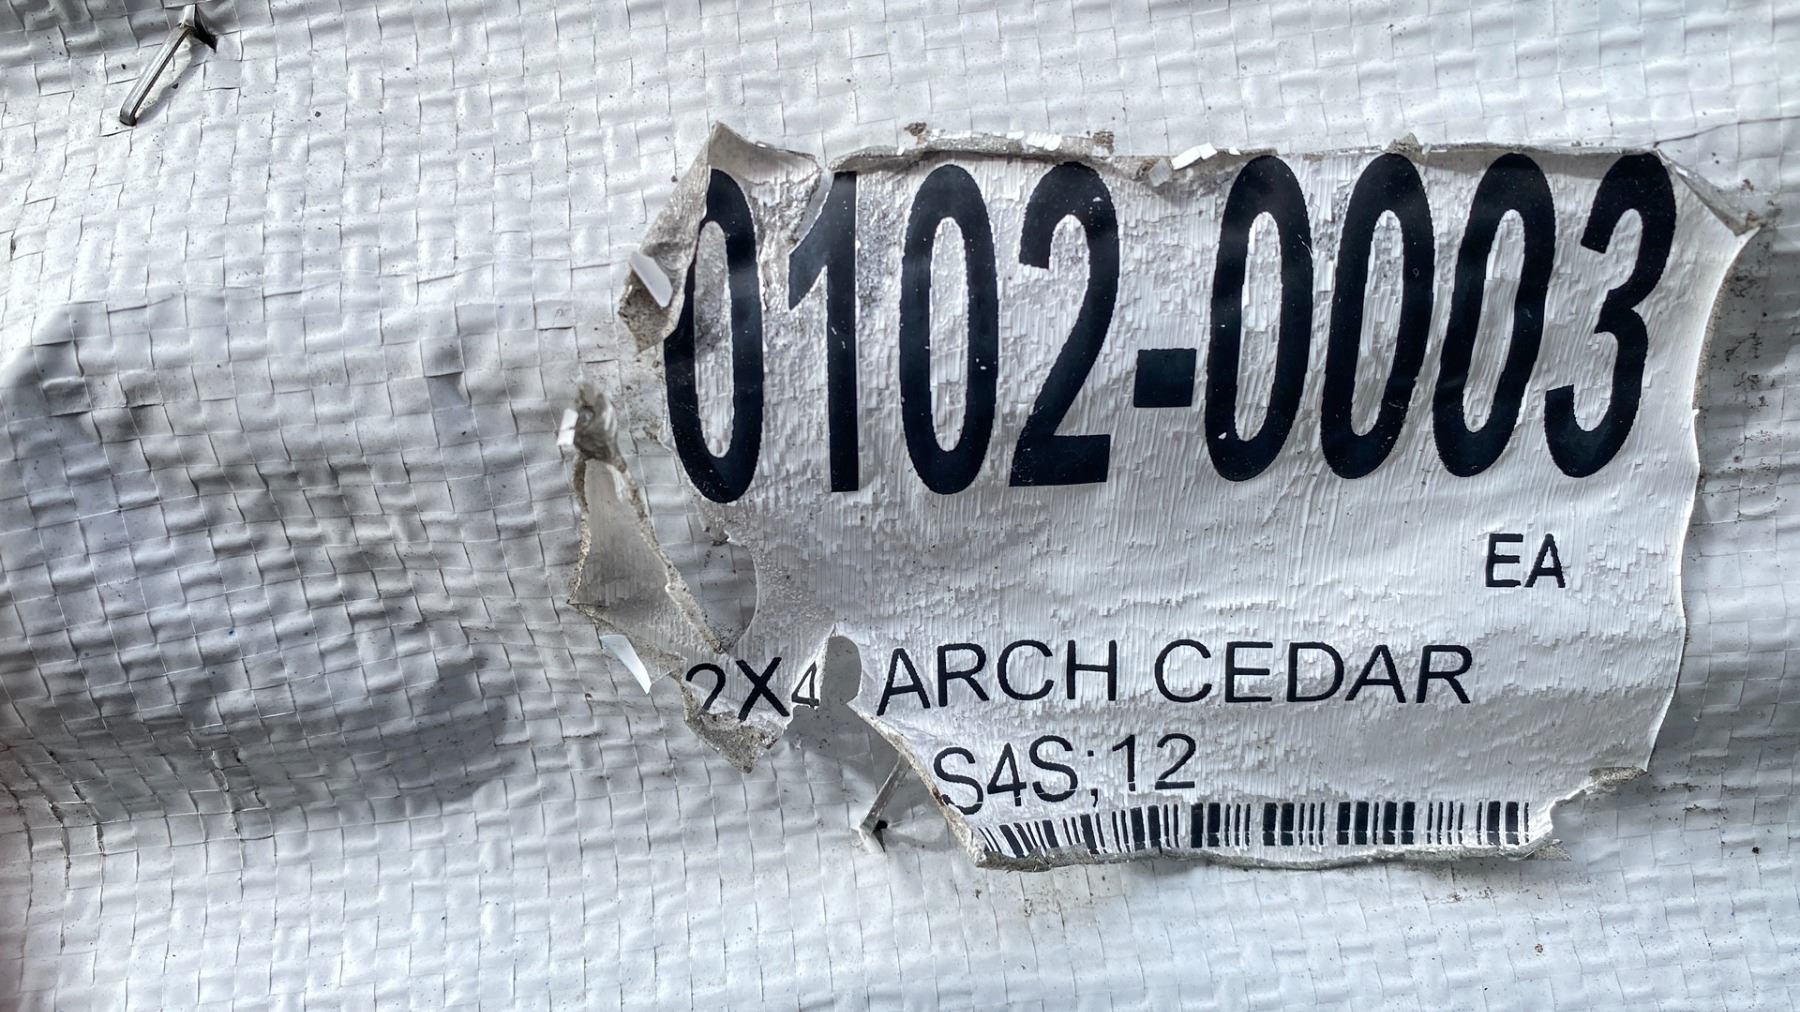 0102-0003
EA
2X4 ARCH CEDAR
S4S;12